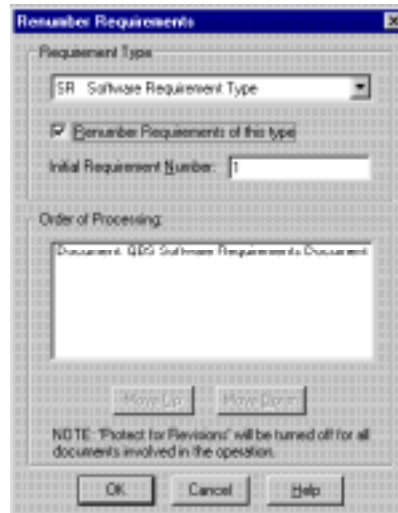 Renumber Requirements
Requirement Type
SR Software Requirement Type
Renumber Requirements of this type
Initial Requirement Number: 1
Order of Processing:
Document: QDS Software Requirements Document
Move Up Move Down
NOTE: "Protect for Revisions" will be turned off for all
documents involved in the operation.
OK Cancel Help